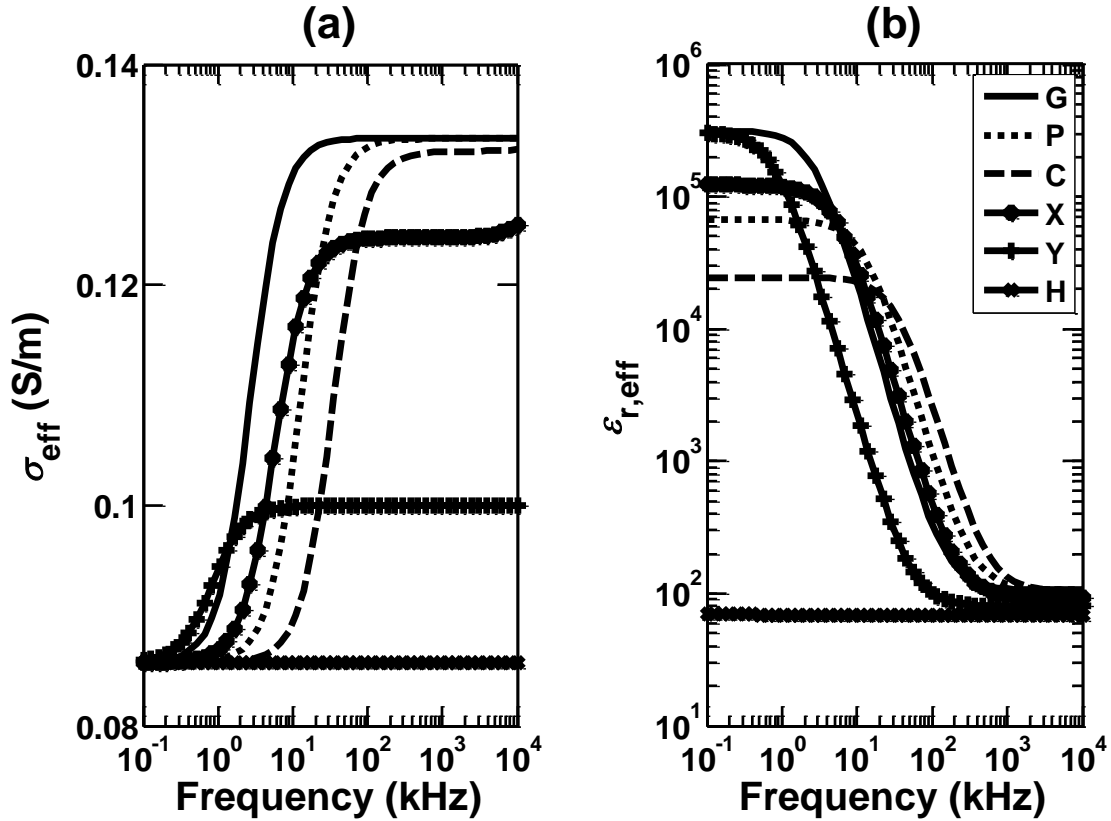 (a)
0.14
0.12
0.1
0.08
σeff (S/m)
10⁻¹ 10⁰ 10¹ 10² 10³ 10⁴
Frequency (kHz)
(b)
10⁶
10⁵
10⁴
10³
10²
10¹
εr,eff
10⁻¹ 10⁰ 10¹ 10² 10³ 10⁴
Frequency (kHz)
G
P
C
X
Y
H